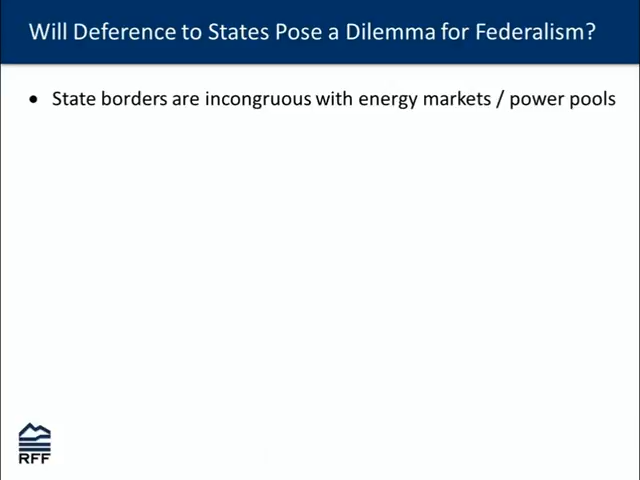 Will Deference to States Pose a Dilemma for Federalism?
• State borders are incongruous with energy markets / power pools
RFF